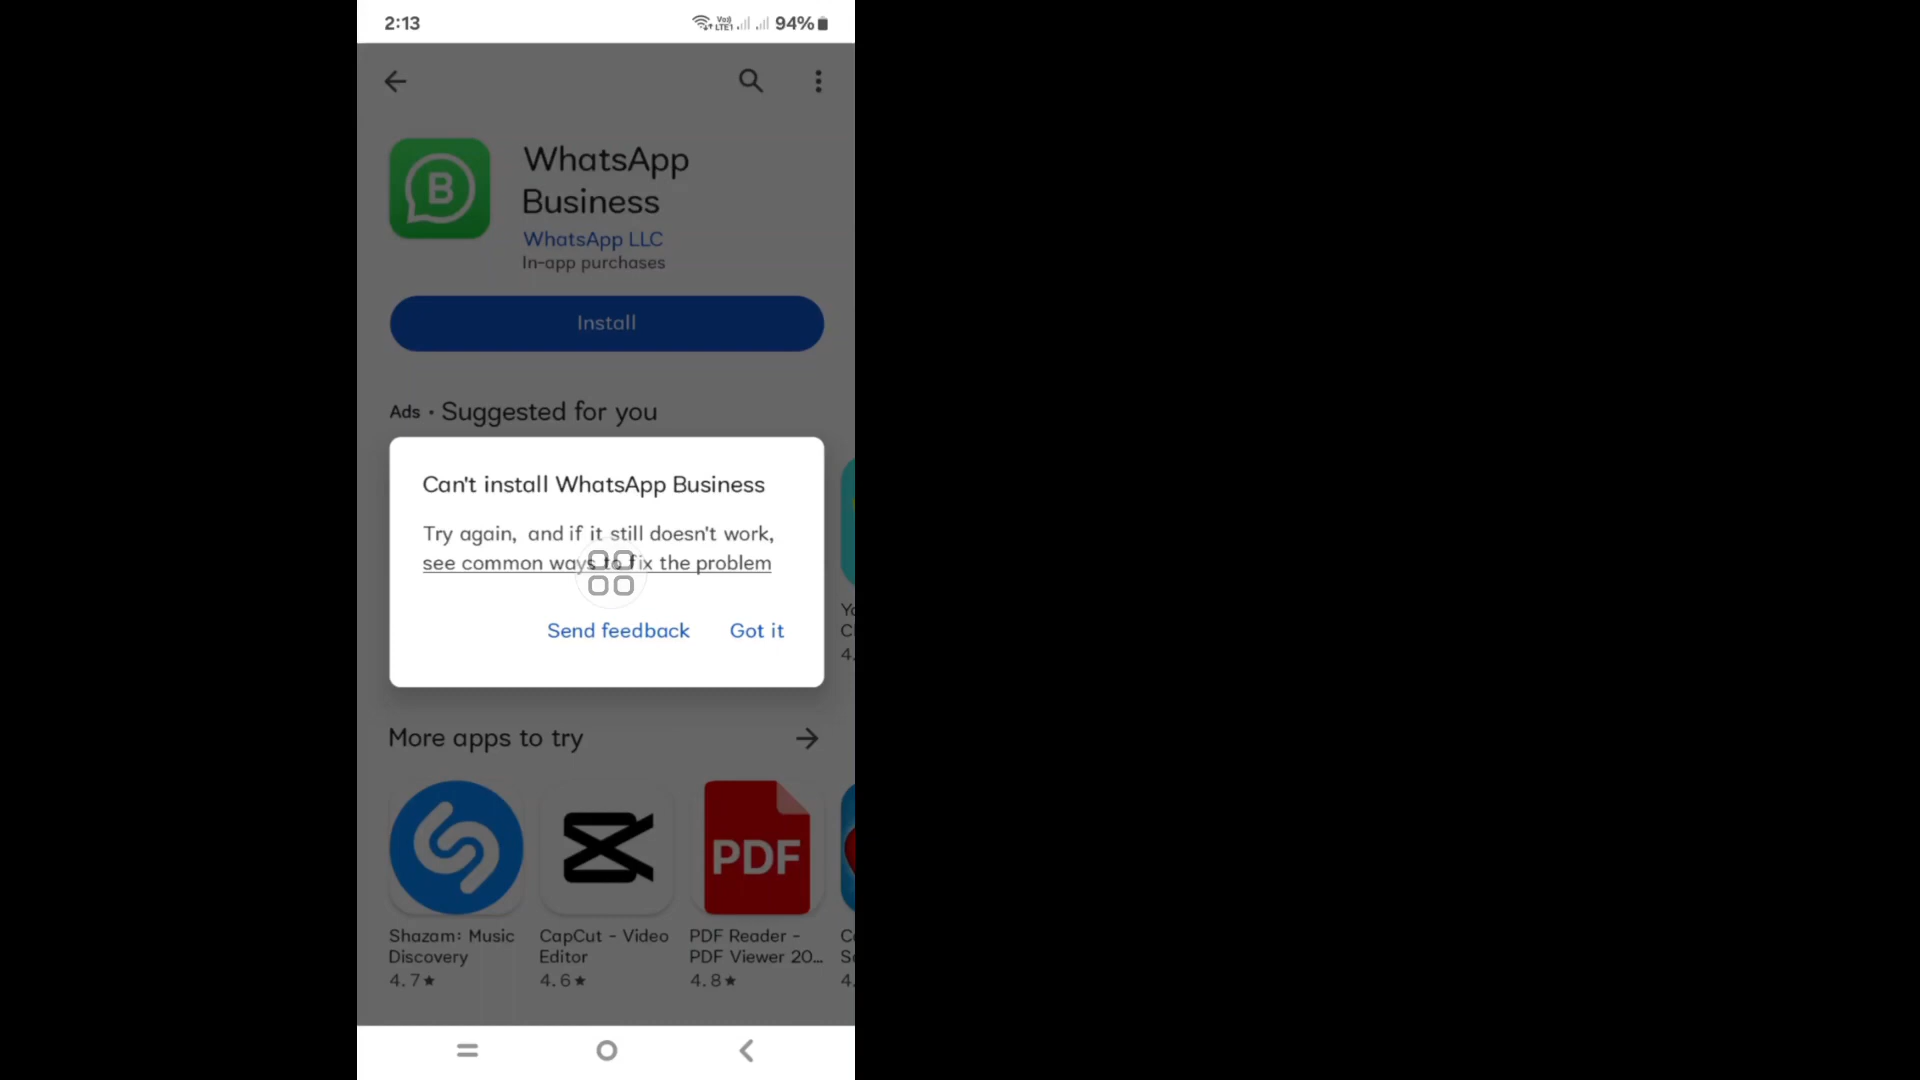 2:13
Vo)) LTE1 94%
WhatsApp
Business
WhatsApp LLC
In-app purchases
Install
Ads • Suggested for you
Can't install WhatsApp Business
Try again, and if it still doesn't work,
see common ways to fix the problem
Send feedback Got it
More apps to try
PDF
Shazam: Music
Discovery
4.7★
CapCut - Video
Editor
4.6★
PDF Reader -
PDF Viewer 20...
4.8★